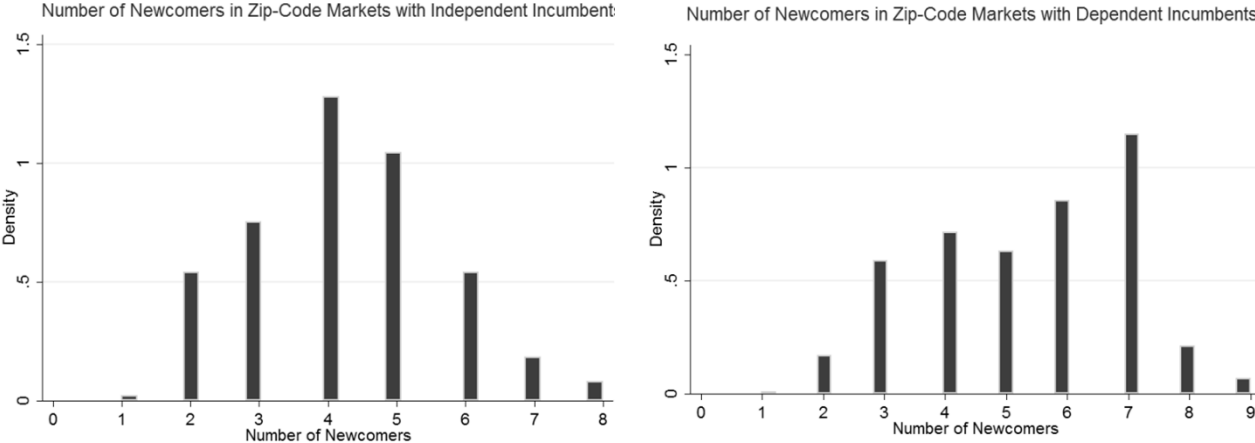 Number of Newcomers in Zip-Code Markets with Independent Incumbents
1.5
1
.5
0
Density
0 1 2 3 4 5 6 7 8
Number of Newcomers
Number of Newcomers in Zip-Code Markets with Dependent Incumbents
1.5
1
.5
0
Density
0 1 2 3 4 5 6 7 8 9
Number of Newcomers